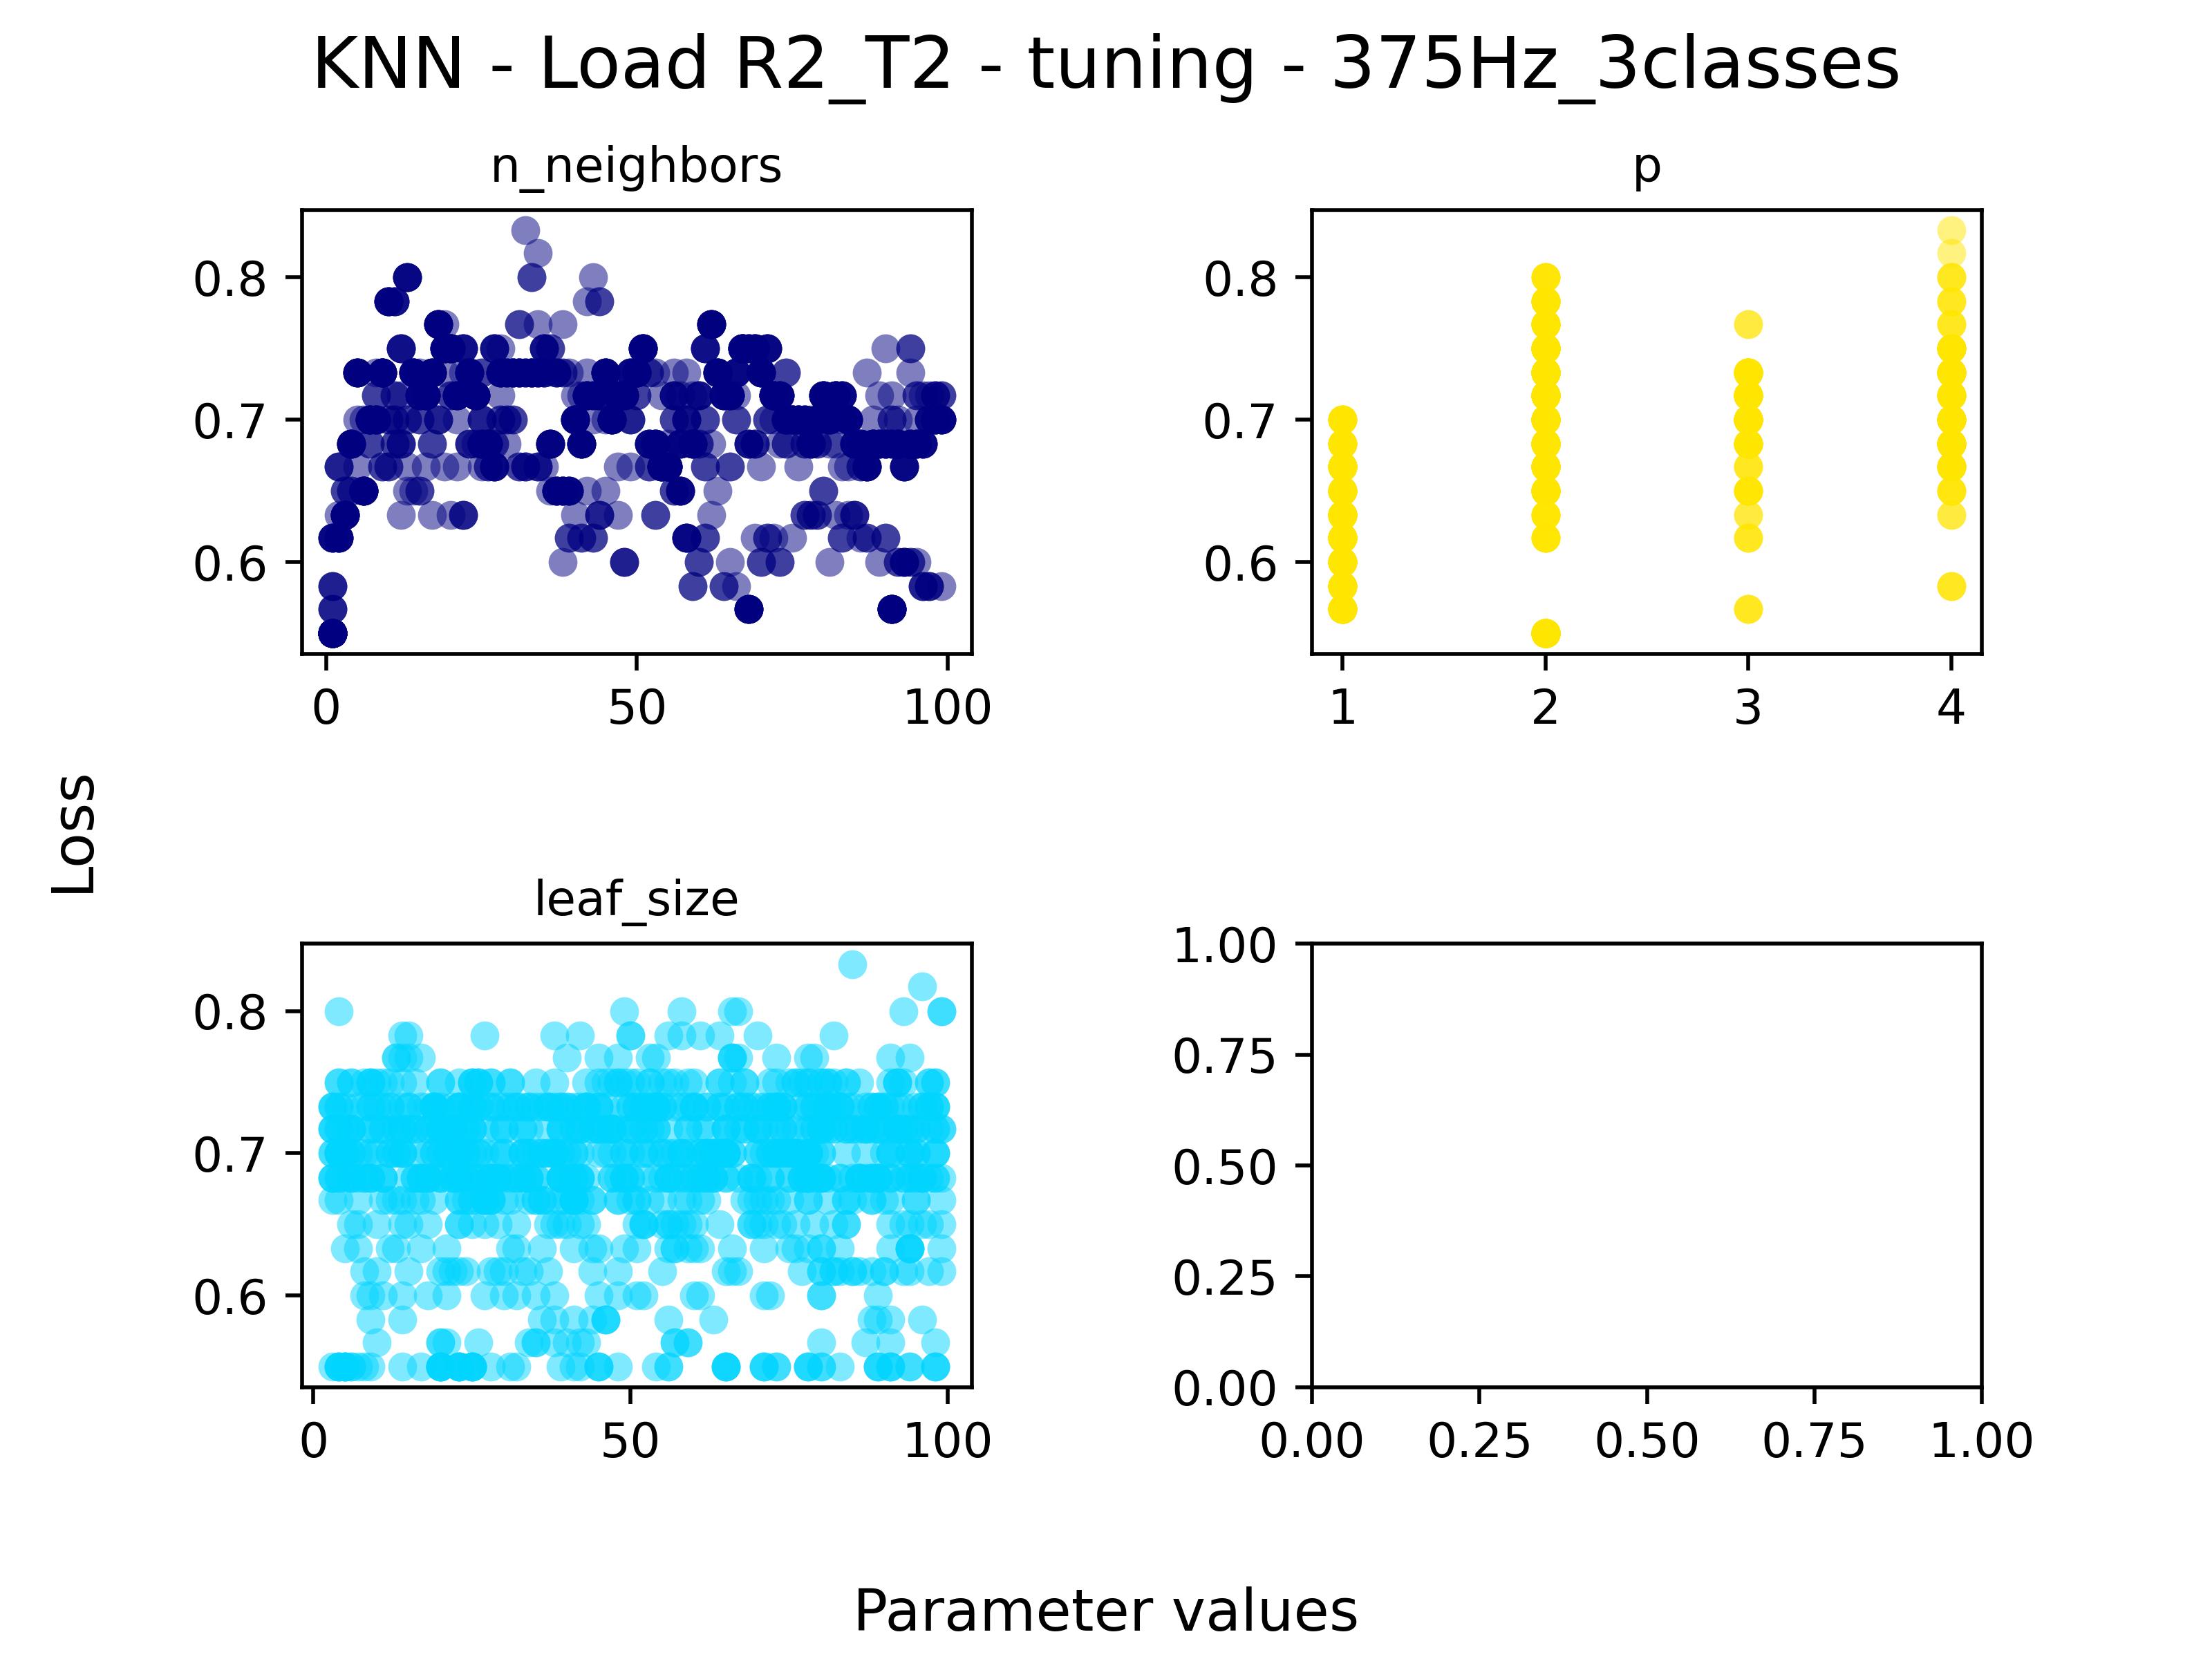 KNN - Load R2_T2 - tuning - 375Hz_3classes
n_neighbors
0.8
0.7
0.6
0 50 100
p
0.8
0.7
0.6
1 2 3 4
Loss
leaf_size
0.8
0.7
0.6
0 50 100
1.00
0.75
0.50
0.25
0.00
0.00 0.25 0.50 0.75 1.00
Parameter values